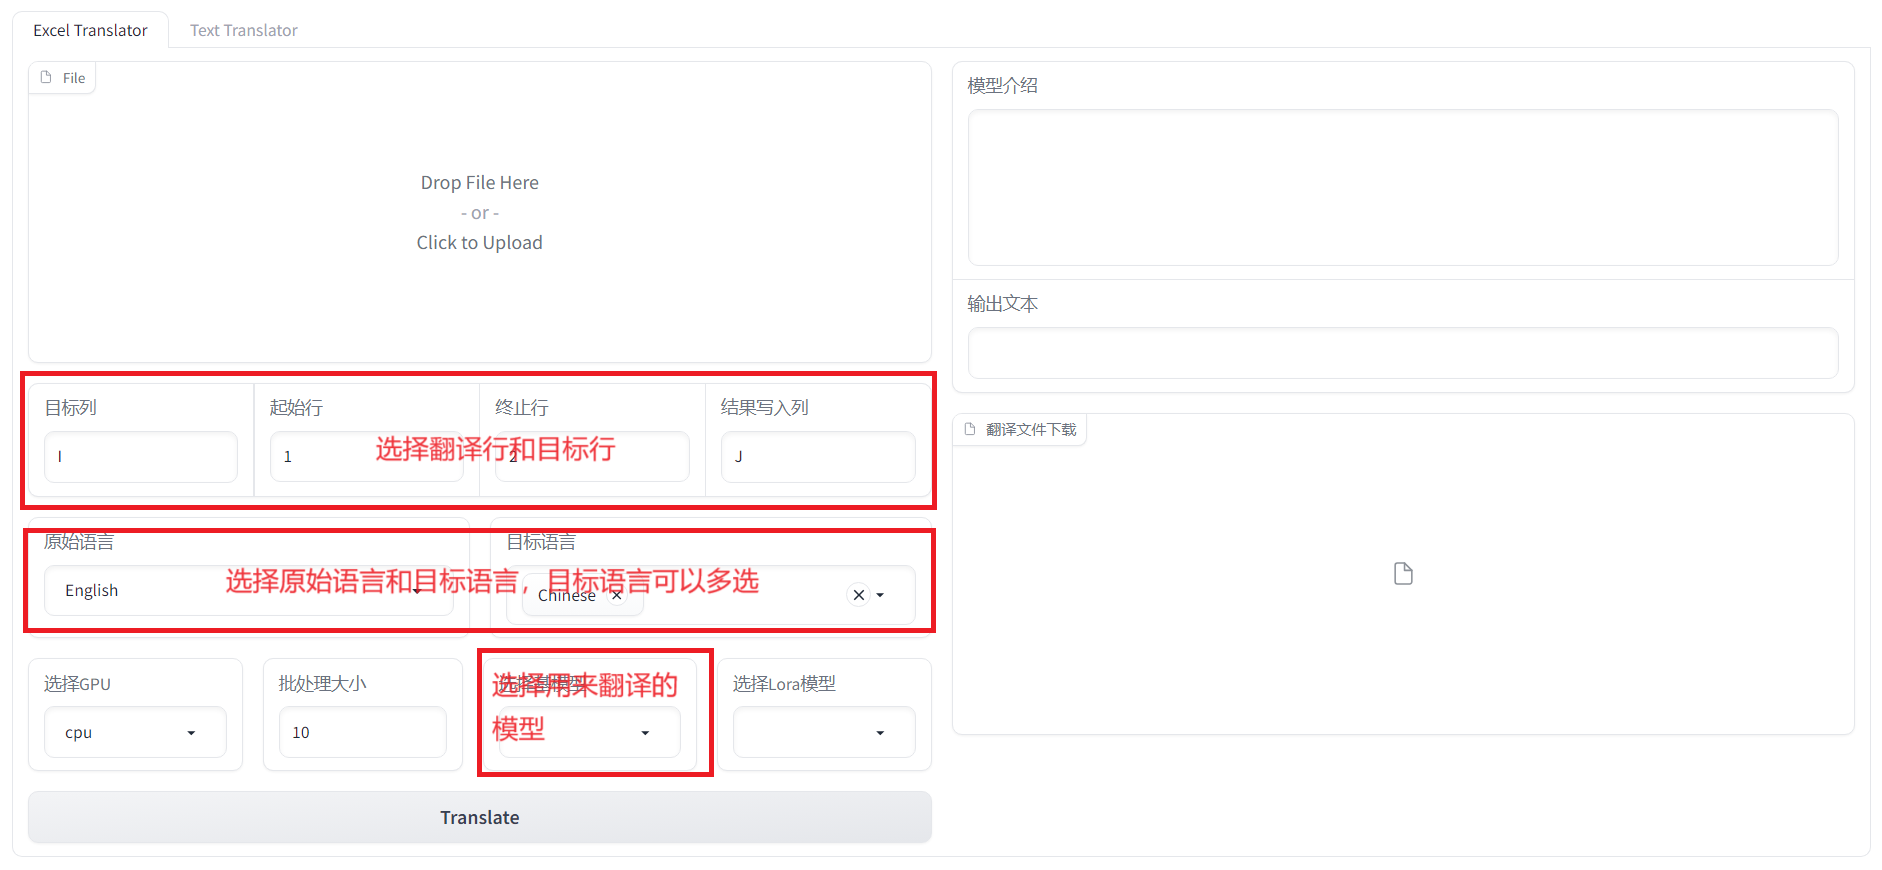 Excel Translator
Text Translator
File
Drop File Here
- or -
Click to Upload
目标列
起始行
终止行
结果写入列
I
1
2
J
选择翻译行和目标行
原始语言
目标语言
English
Chinese
选择原始语言和目标语言，目标语言可以多选
选择GPU
批处理大小
选择Lora模型
cpu
10
选择用来翻译的
模型
Translate
模型介绍
输出文本
翻译文件下载